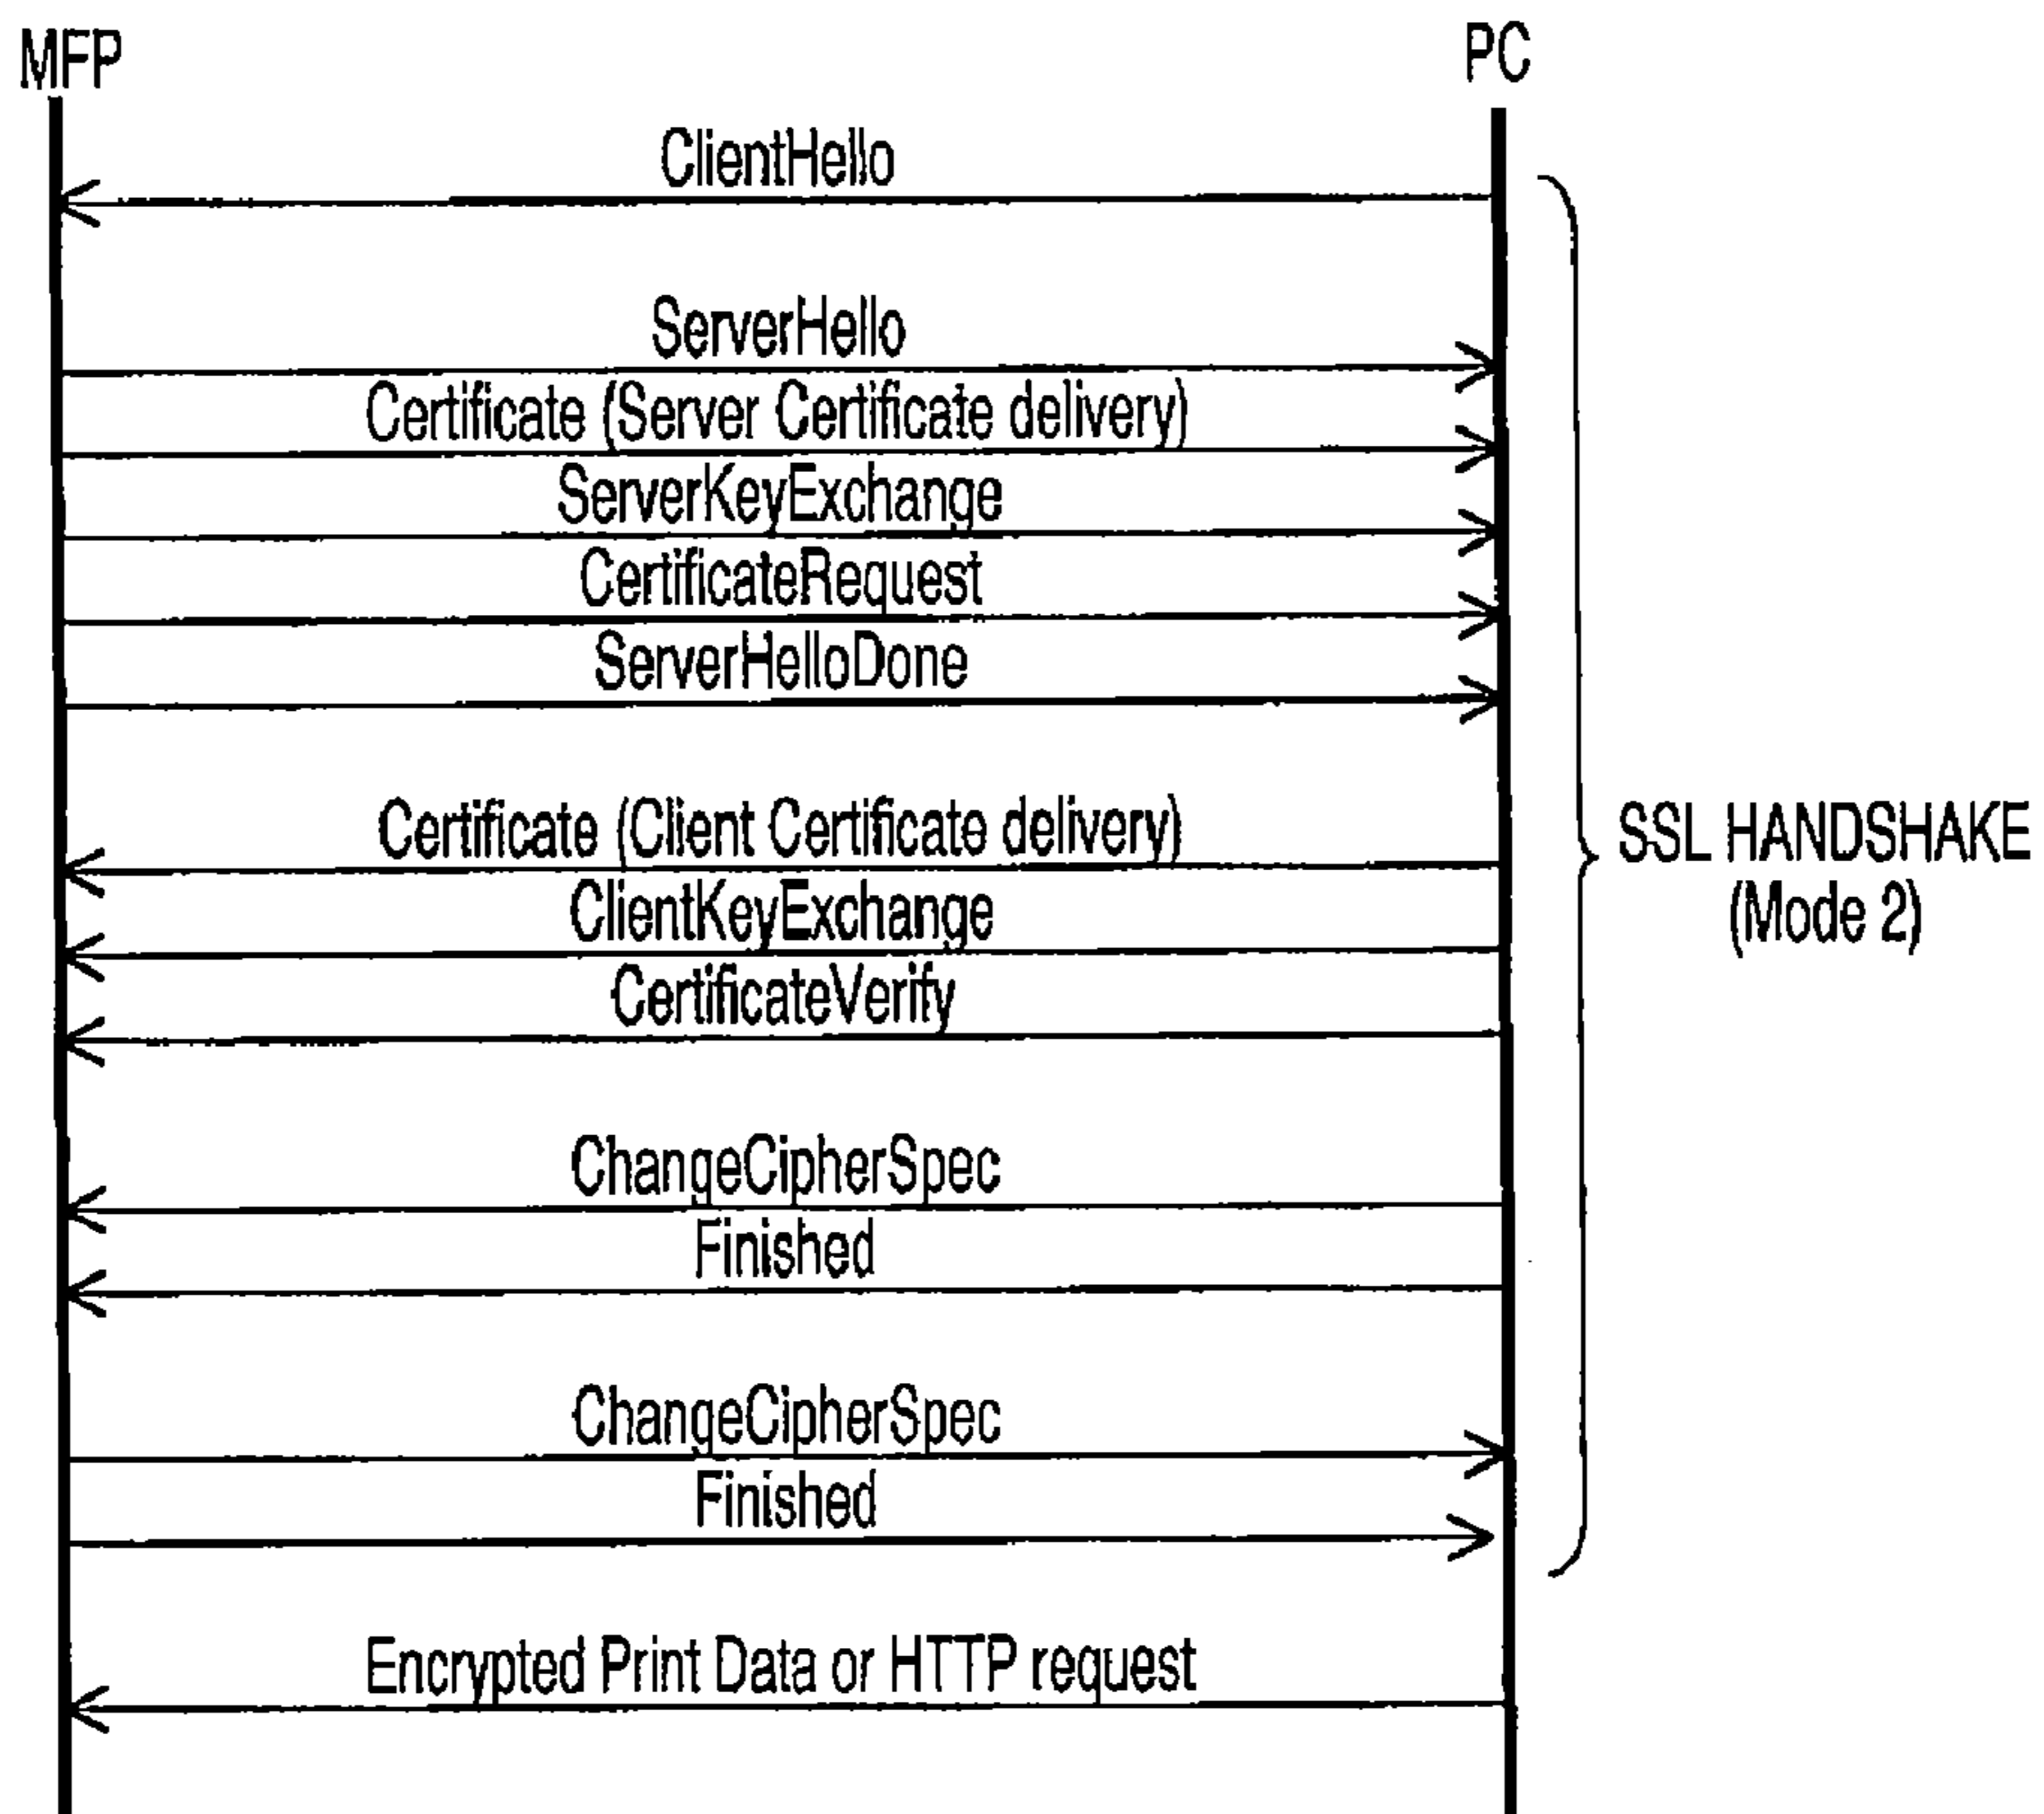 MFP
PC
ClientHello
ServerHello
Certificate (Server Certificate delivery)
ServerKeyExchange
CertificateRequest
ServerHelloDone
Certificate (Client Certificate delivery)
SSL HANDSHAKE
(Mode 2)
ClientKeyExchange
CertificateVerify
ChangeCipherSpec
Finished
ChangeCipherSpec
Finished
Encrypted Print Data or HTTP request